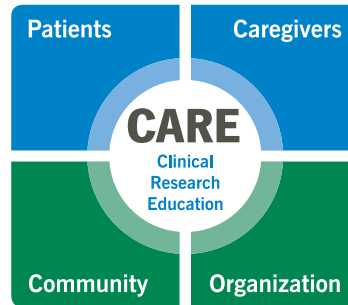 Patients
Caregivers
CARE
Clinical
Research
Education
Community
Organization